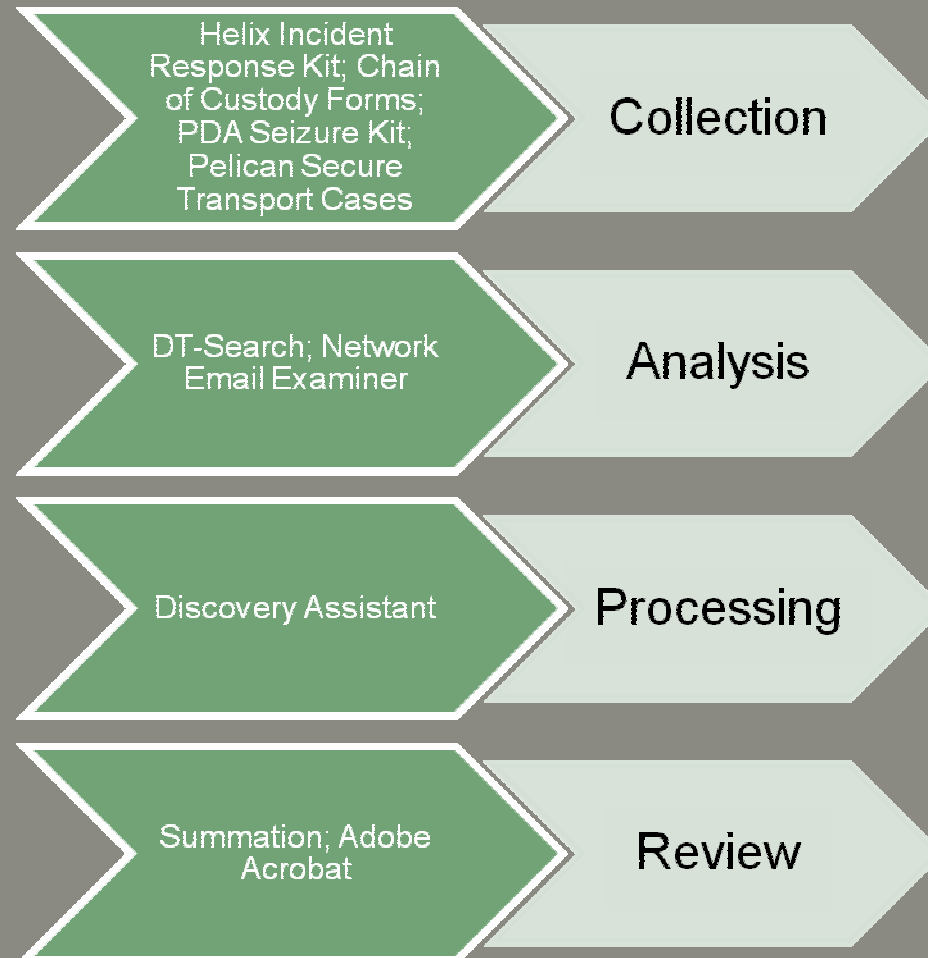 Helix Incident
Response Kit; Chain
of Custody Forms;
PDA Seizure Kit;
Pelican Secure
Transport Cases
Collection
DT-Search; Network
Email Examiner
Analysis
Discovery Assistant
Processing
Summation; Adobe
Acrobat
Review